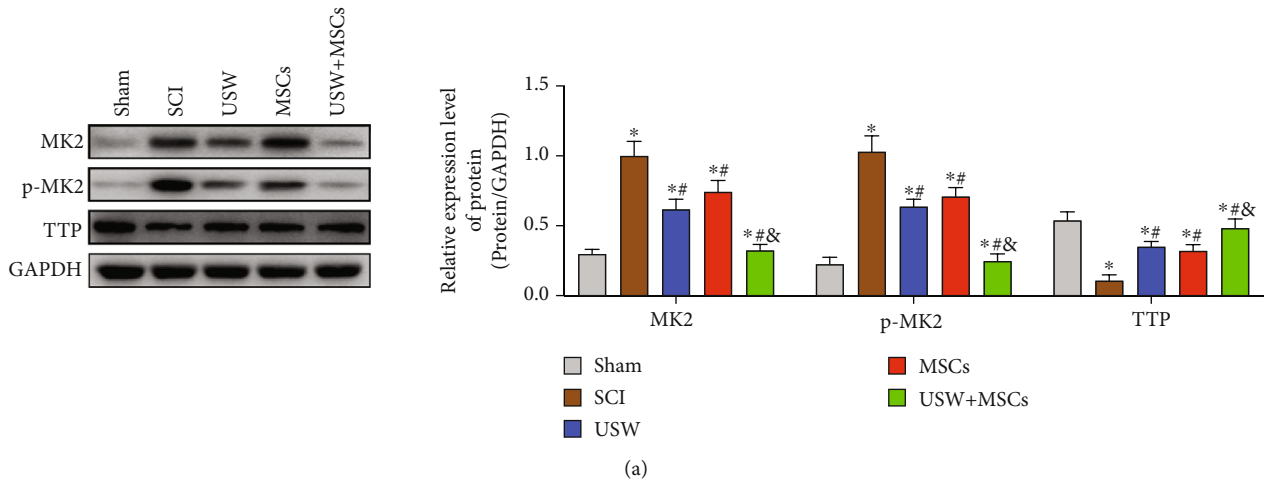 Sham
SCI
USW
MSCs
USW+MSCs
MK2
p-MK2
TTP
GAPDH
Relative expression level
of protein
(Protein/GAPDH)
1.5
1.0
0.5
0.0
*
*#
*#
*#&
*
*#
*#
*#&
*
*#
*#
*#&
MK2
p-MK2
TTP
Sham
SCI
USW
MSCs
USW+MSCs
(a)